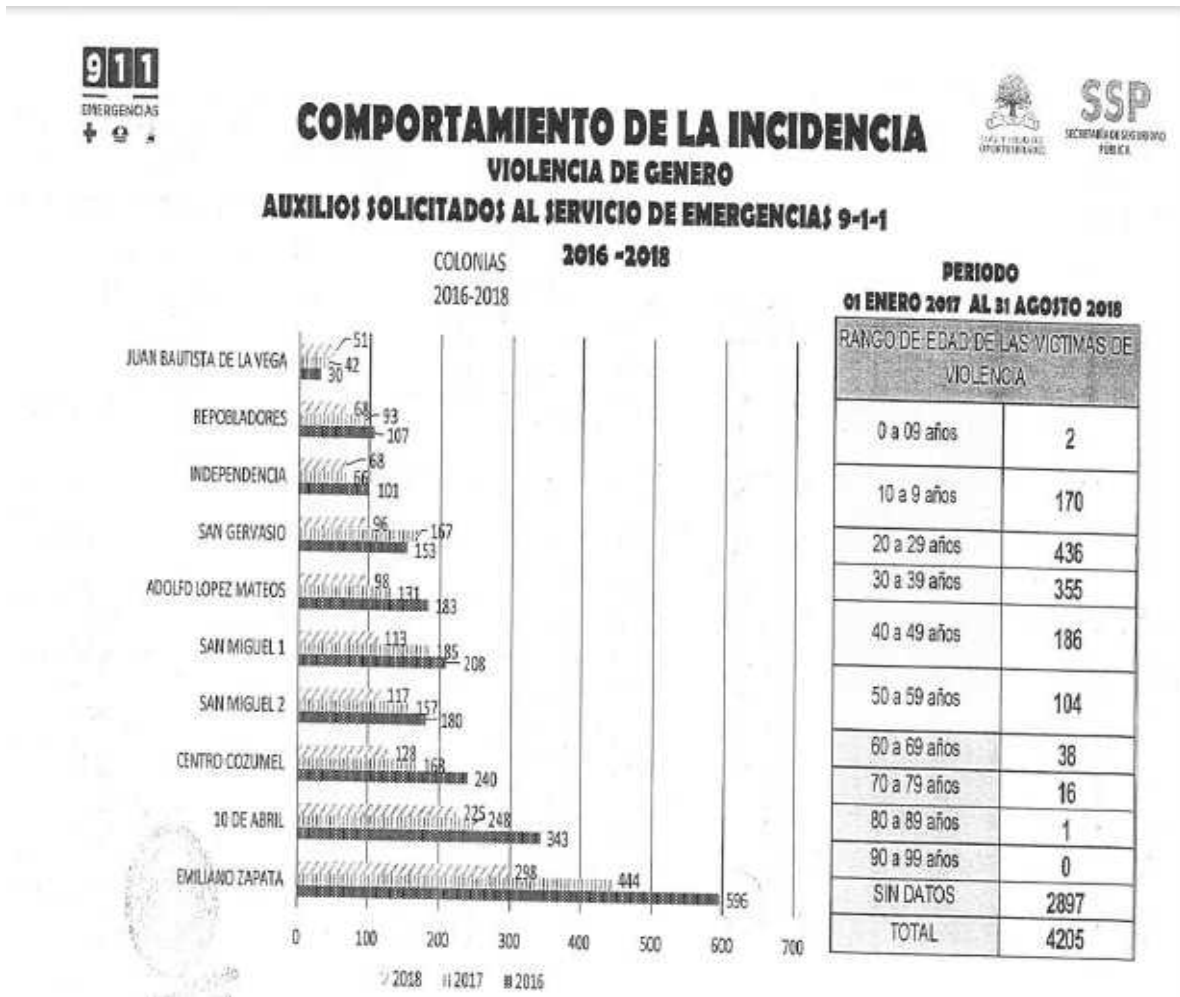 911
EMERGENCIAS
COMPORTAMIENTO DE LA INCIDENCIA
VIOLENCIA DE GENERO
AUXILIOS SOLICITADOS AL SERVICIO DE EMERGENCIAS 9-1-1
2016 -2018
SSP
SECRETARÍA DE SEGURIDAD
PÚBLICA
OPORTUNIDADES
COLONIAS
2016-2018
JUAN BAUTISTA DE LA VEGA
51
42
30
REPOBLADORES
68
93
107
INDEPENDENCIA
68
66
101
SAN GERVASIO
96
167
153
ADOLFO LOPEZ MATEOS
98
131
183
SAN MIGUEL 1
113
185
208
SAN MIGUEL 2
117
157
180
CENTRO COZUMEL
128
168
240
10 DE ABRIL
225
248
343
EMILIANO ZAPATA
298
444
596
0 100 200 300 400 500 600 700
2018 2017 2016
PERIODO
01 ENERO 2017 AL 31 AGOSTO 2018
RANGO DE EDAD DE LAS VICTIMAS DE
VIOLENCIA
0 a 09 años 2
10 a 9 años 170
20 a 29 años 436
30 a 39 años 355
40 a 49 años 186
50 a 59 años 104
60 a 69 años 38
70 a 79 años 16
80 a 89 años 1
90 a 99 años 0
SIN DATOS 2897
TOTAL 4205